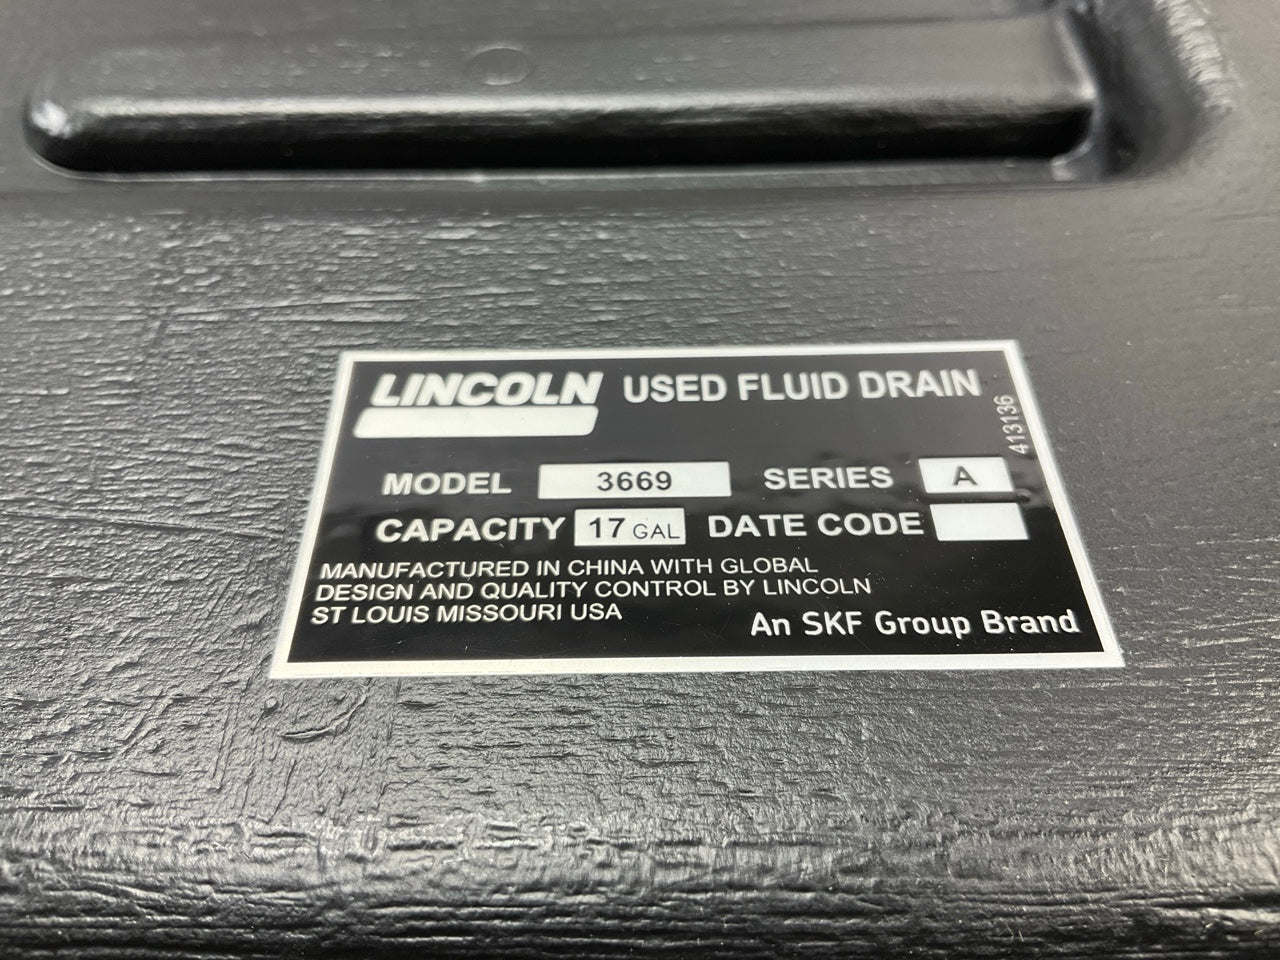 LINCOLN USED FLUID DRAIN
413136
MODEL 3669 SERIES A
CAPACITY 17 GAL DATE CODE
MANUFACTURED IN CHINA WITH GLOBAL
DESIGN AND QUALITY CONTROL BY LINCOLN
ST LOUIS MISSOURI USA
An SKF Group Brand